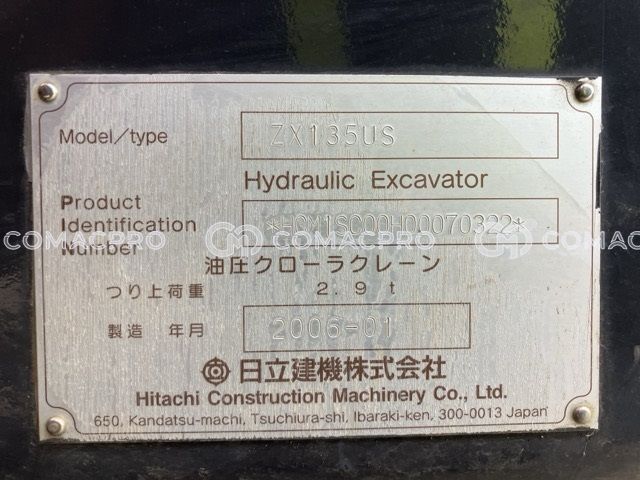 Model/type ZX135US
Hydraulic Excavator
Product
Identification *HCM1SC00H00070322*
Number
油圧クローラクレーン
つり上荷重 2.9t
製造 年月 2006-01
日立建機株式会社
Hitachi Construction Machinery Co., Ltd.
650, Kandatsu-machi, Tsuchiura-shi, Ibaraki-ken, 300-0013 Japan
COMACPRO COMACPRO COMACPRO